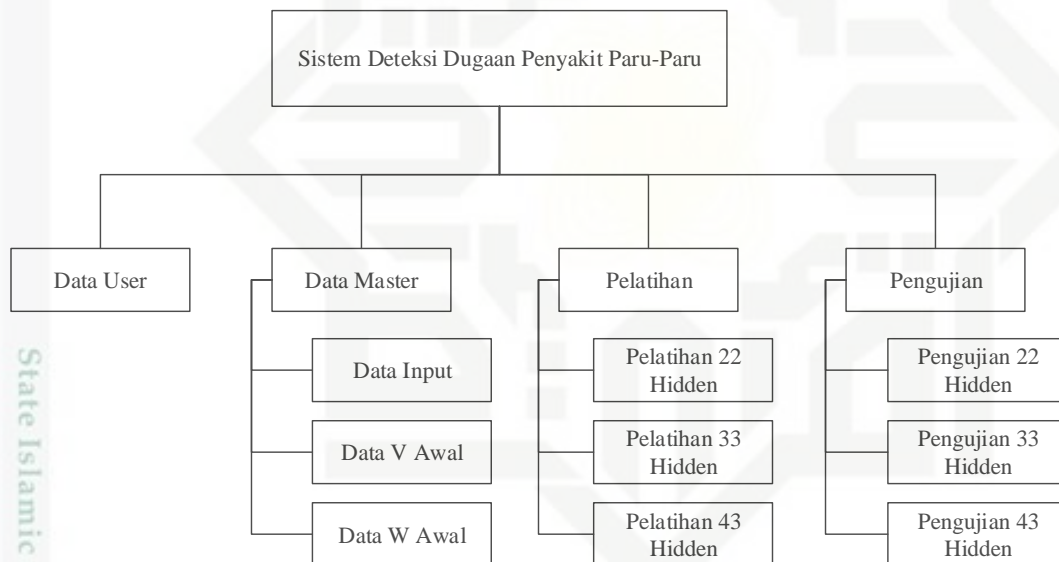 Sistem Deteksi Dugaan Penyakit Paru-Paru
Data User
Data Master
Pelatihan
Pengujian
Data Input
Pelatihan 22
Hidden
Pengujian 22
Hidden
Data V Awal
Pelatihan 33
Hidden
Pengujian 33
Hidden
Data W Awal
Pelatihan 43
Hidden
Pengujian 43
Hidden
State Islamic